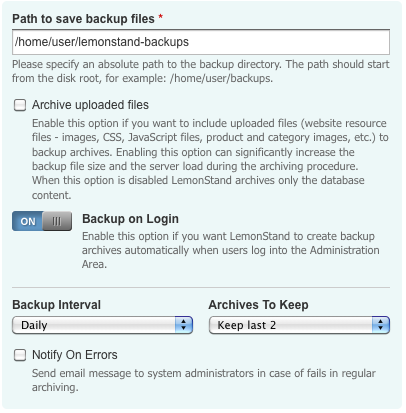 Path to save backup files *
/home/user/lemonstand-backups
Please specify an absolute path to the backup directory. The path should start
from the disk root, for example: /home/user/backups.
Archive uploaded files
Enable this option if you want to include uploaded files (website resource
files - images, CSS, JavaScript files, product and category images, etc.) to
backup archives. Enabling this option can significantly increase the
backup file size and the server load during the archiving procedure.
When this option is disabled LemonStand archives only the database
content.
ON
Backup on Login
Enable this option if you want LemonStand to create backup
archives automatically when users log into the Administration
Area.
Backup Interval
Archives To Keep
Daily
Keep last 2
Notify On Errors
Send email message to system administrators in case of fails in regular
archiving.